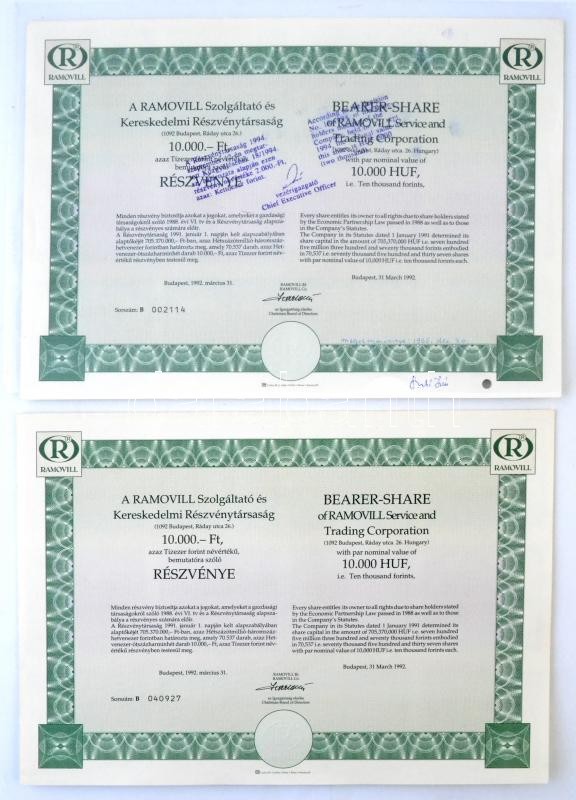 R
RAMOVILL
R
RAMOVILL
A RAMOVILL Szolgáltató és
Kereskedelmi Részvénytársaság
(1092 Budapest, Ráday utca 26.)
10.000.— Ft,
azaz Tízezer forint névértékű,
bemutatóra szóló
RÉSZVÉNYE
BEARER-SHARE
of RAMOVILL Service and
Trading Corporation
Ráday utca 26. Hungary)
with par nominal value of
10.000 HUF,
i.e. Ten thousand forints,
vezérigazgató
Chief Executive Officer
Minden részvény biztosítja azokat a jogokat, amelyeket a gazdasági
társaságokról szóló 1988. évi VI. tv és a Részvénytársaság alapszabá-
lya a részvényes számára előír.
A Részvénytársaság 1991. január 1. napján kelt alapszabályában
alaptőkéjét 705.370.000,– Ft-ban, azaz Hétszázötmillió-háromszáz-
hetvenezer forintban határozta meg, amely 70.537 darab, azaz Het-
venezer-ötszázharminhét darab 10.000,– Ft, azaz Tízezer forint név-
értékű részvényben testesül meg.
Every share entitles its owner to all rights due to share holders stated
by the Economic Partnership Law passed in 1988 as well as to those
in the Company's Statutes.
The Company in its Statutes dated 1 January 1991 determined its
share capital in the amount of 705,370,000 HUF i.e. seven hundred
five million three hundred and seventy thousand forints embodied
in 70,537 i.e. seventy thousand five hundred and thirty seven shares
with par nominal value of 10,000 HUF i.e. ten thousand forints each.
Budapest, 1992. március 31.
Budapest, 31 March 1992.
RAMOVILL Rt.
RAMOVILL Co.
az Igazgatóság elnöke
Chairman Board of Directors
Sorszám: B 002114
R
RAMOVILL
R
RAMOVILL
A RAMOVILL Szolgáltató és
Kereskedelmi Részvénytársaság
(1092 Budapest, Ráday utca 26.)
10.000.— Ft,
azaz Tízezer forint névértékű,
bemutatóra szóló
RÉSZVÉNYE
BEARER-SHARE
of RAMOVILL Service and
Trading Corporation
(1092 Budapest, Ráday utca 26. Hungary)
with par nominal value of
10.000 HUF,
i.e. Ten thousand forints,
Minden részvény biztosítja azokat a jogokat, amelyeket a gazdasági
társaságokról szóló 1988. évi VI. tv és a Részvénytársaság alapszabá-
lya a részvényes számára előír.
A Részvénytársaság 1991. január 1. napján kelt alapszabályában
alaptőkéjét 705.370.000,– Ft-ban, azaz Hétszázötmillió-háromszáz-
hetvenezer forintban határozta meg, amely 70.537 darab, azaz Het-
venezer-ötszázharminhét darab 10.000,– Ft, azaz Tízezer forint név-
értékű részvényben testesül meg.
Every share entitles its owner to all rights due to share holders stated
by the Economic Partnership Law passed in 1988 as well as to those
in the Company's Statutes.
The Company in its Statutes dated 1 January 1991 determined its
share capital in the amount of 705,370,000 HUF i.e. seven hundred
five million three hundred and seventy thousand forints embodied
in 70,537 i.e. seventy thousand five hundred and thirty seven shares
with par nominal value of 10,000 HUF i.e. ten thousand forints each.
Budapest, 1992. március 31.
Budapest, 31 March 1992.
RAMOVILL Rt.
RAMOVILL Co.
az Igazgatóság elnöke
Chairman Board of Directors
Sorszám: B 040927